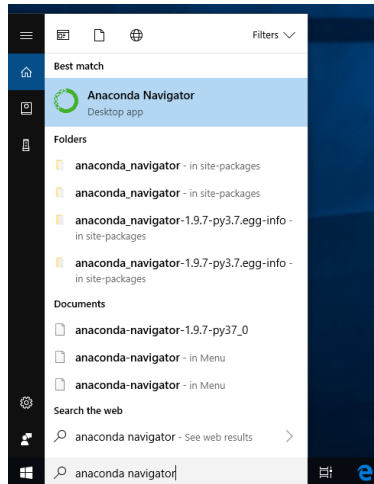 Filters
Best match
Anaconda Navigator
Desktop app
Folders
anaconda_navigator - in site-packages
anaconda_navigator - in site-packages
anaconda_navigator-1.9.7-py3.7.egg-info -
in site-packages
anaconda_navigator-1.9.7-py3.7.egg-info -
in site-packages
Documents
anaconda-navigator-1.9.7-py37_0
anaconda-navigator - in Menu
anaconda-navigator - in Menu
Search the web
anaconda navigator - See web results
anaconda navigator